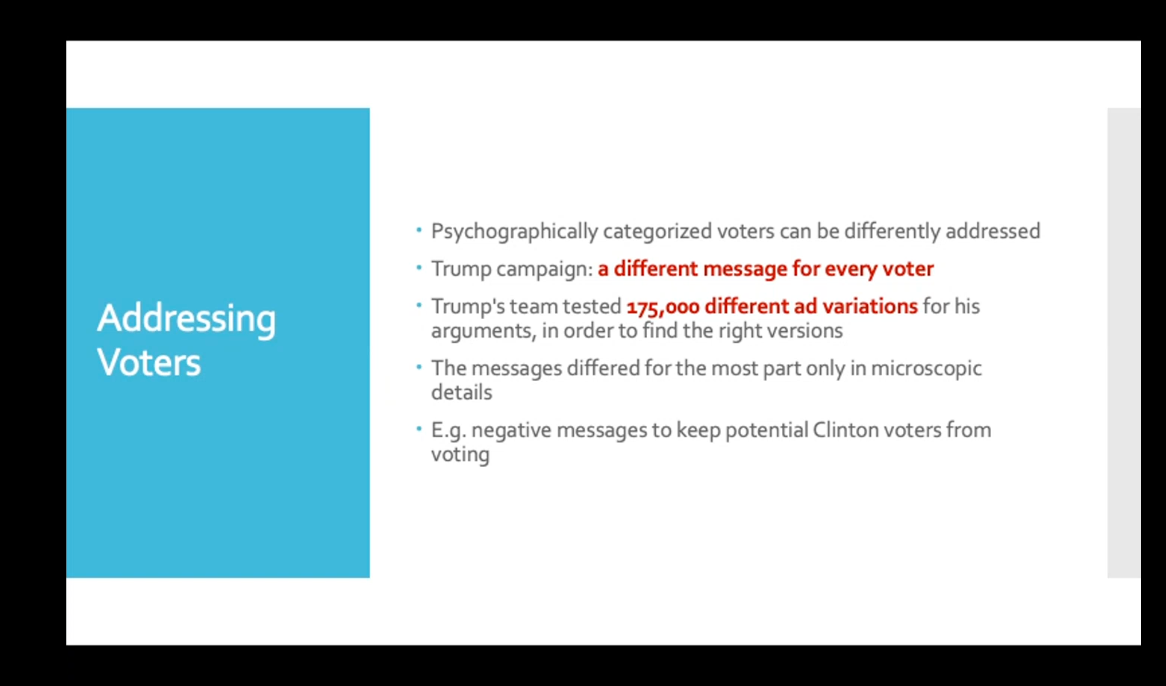 Addressing
Voters
• Psychographically categorized voters can be differently addressed
• Trump campaign: a different message for every voter
• Trump's team tested 175,000 different ad variations for his
arguments, in order to find the right versions
• The messages differed for the most part only in microscopic
details
• E.g. negative messages to keep potential Clinton voters from
voting